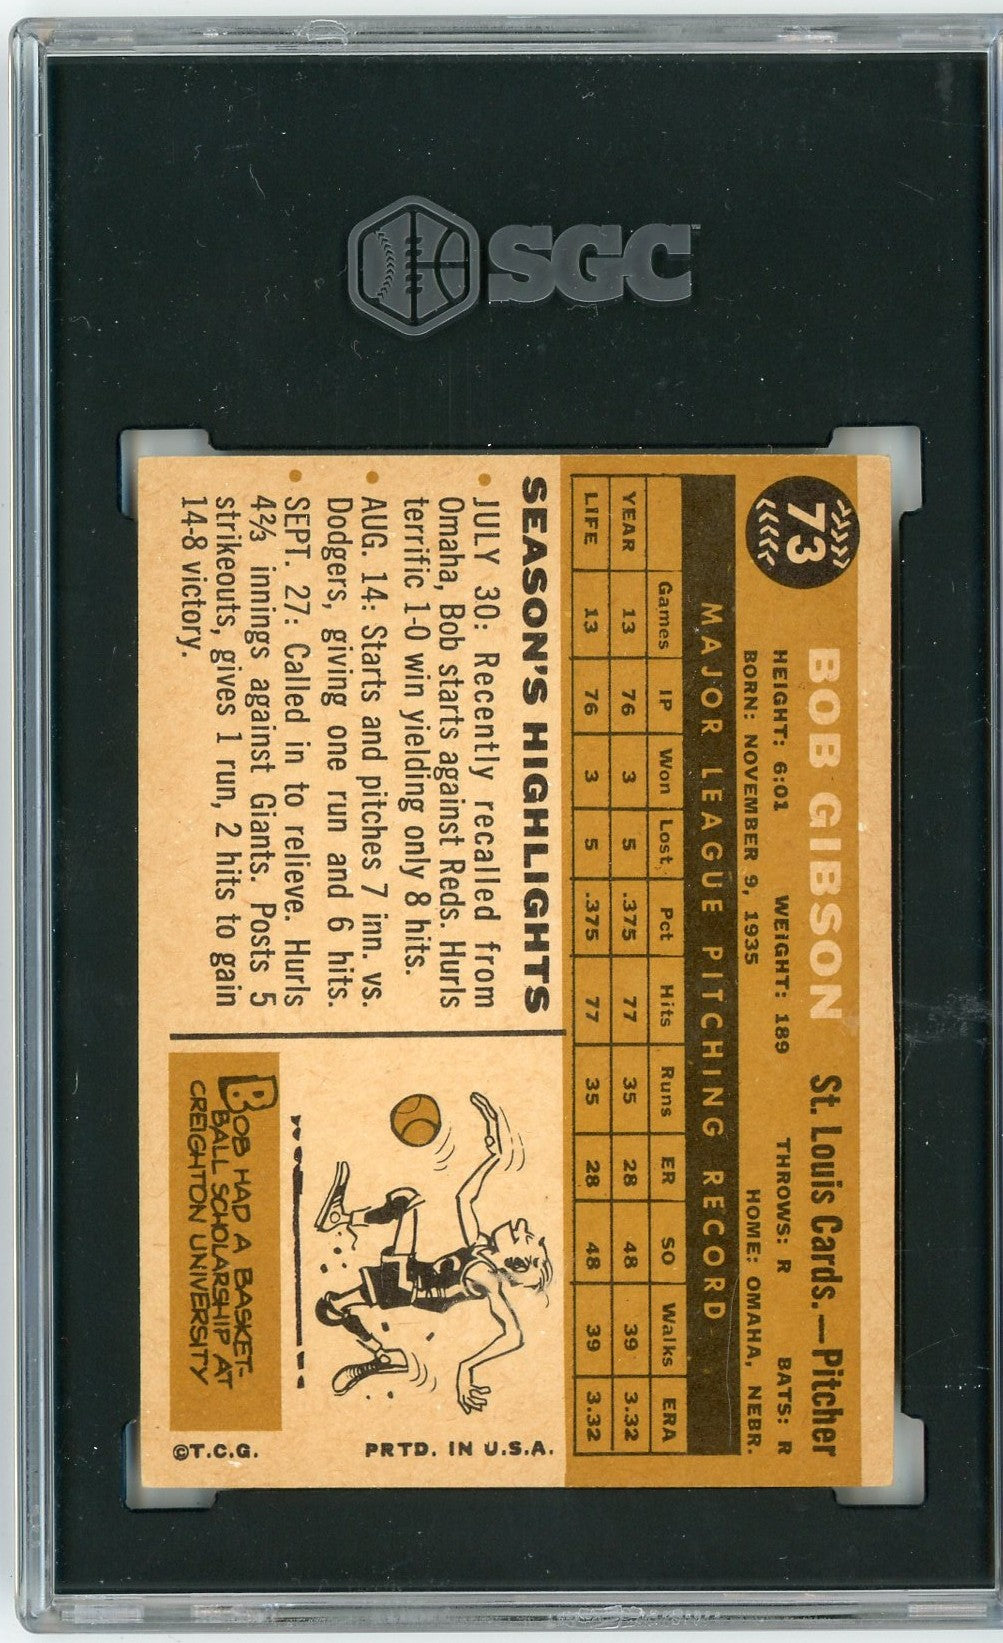 SGC™
73
BOB GIBSON St. Louis Cards.—Pitcher
HEIGHT: 6:01 WEIGHT: 189 THROWS: R BATS: R
BORN: NOVEMBER 9, 1935 HOME: OMAHA, NEBR.
MAJOR LEAGUE PITCHING RECORD
Games IP Won Lost Pct Hits Runs ER SO Walks ERA
YEAR 13 76 3 5 .375 77 35 28 48 39 3.32
LIFE 13 76 3 5 .375 77 35 28 48 39 3.32
SEASON'S HIGHLIGHTS
• JULY 30: Recently recalled from
Omaha, Bob starts against Reds. Hurls
terrific 1-0 win yielding only 8 hits.
• AUG. 14: Starts and pitches 7 inn. vs.
Dodgers, giving one run and 6 hits.
• SEPT. 27: Called in to relieve. Hurls
4⅔ innings against Giants. Posts 5
strikeouts, gives 1 run, 2 hits to gain
14-8 victory.
BOB HAD A BASKET-
BALL SCHOLARSHIP AT
CREIGHTON UNIVERSITY
PRTD. IN U.S.A.
©T.C.G.